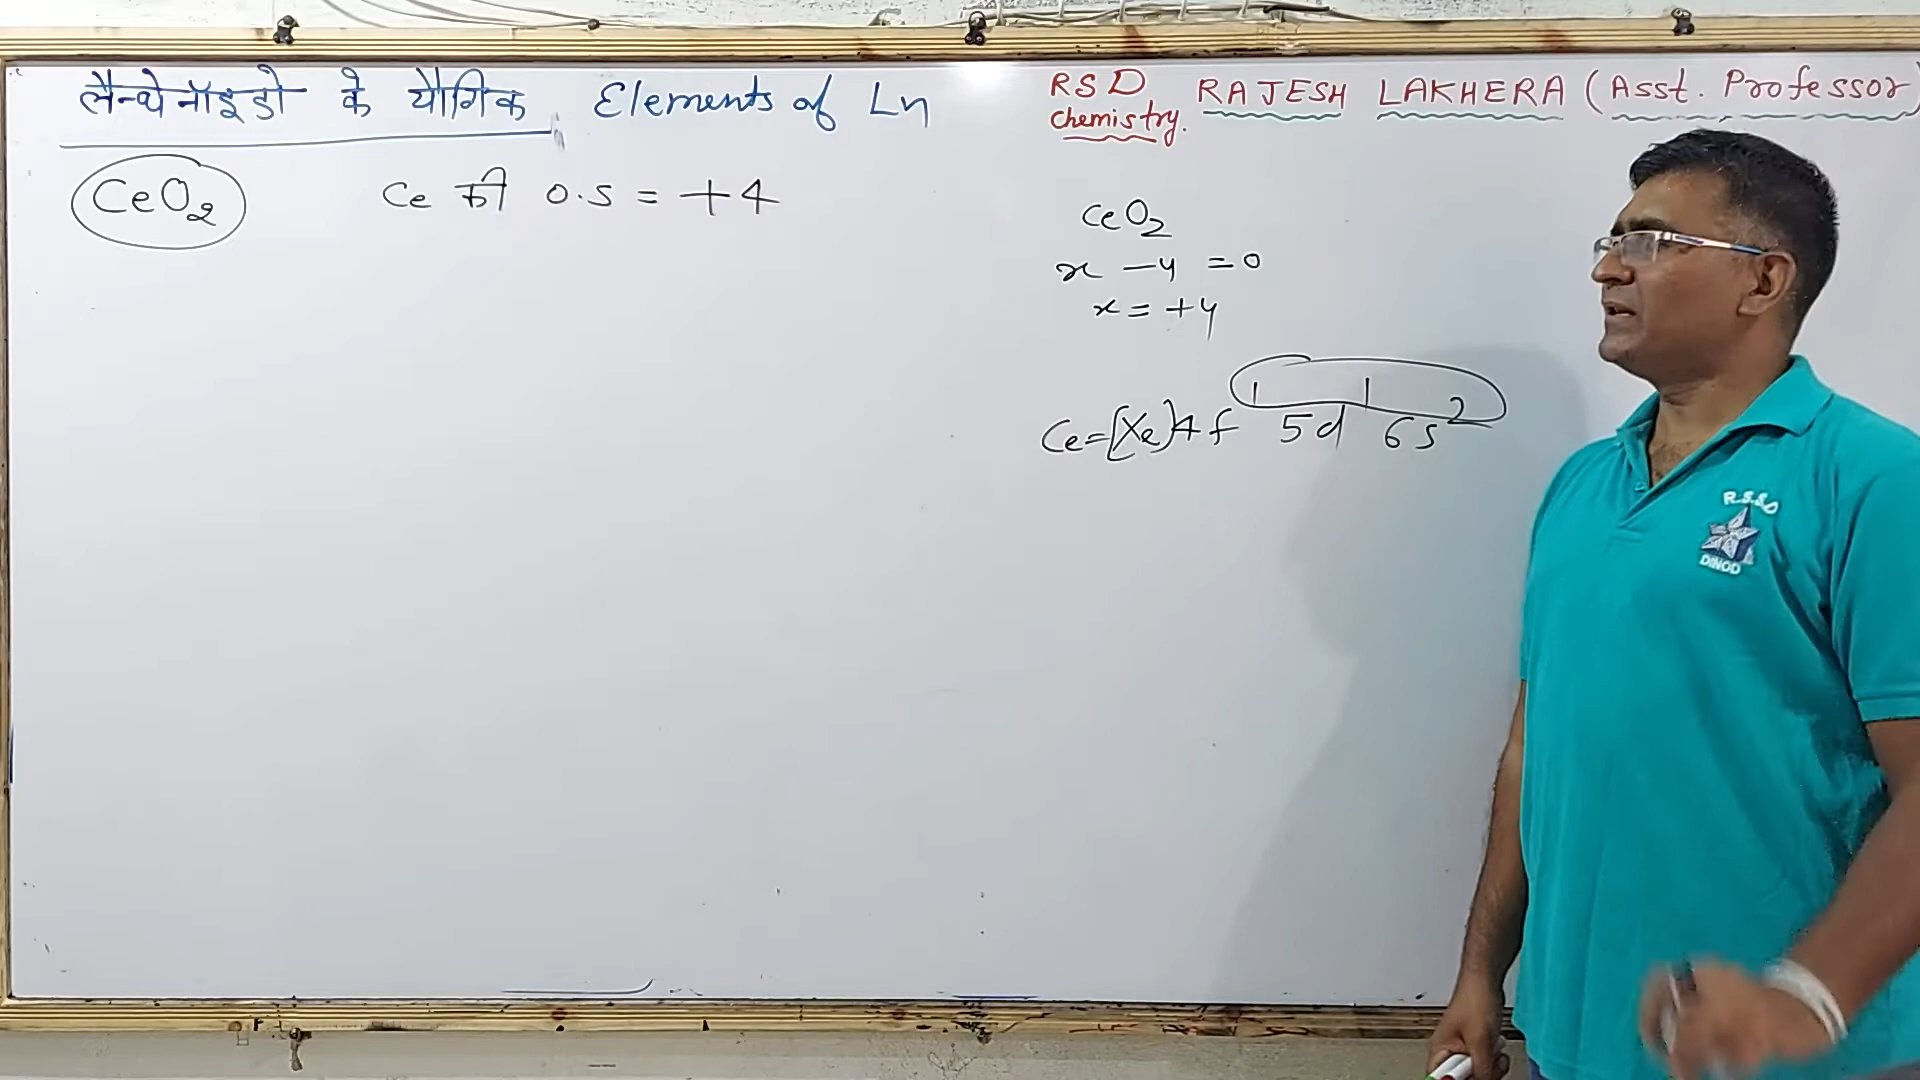 लैन्थेनॉइडो के यौगिक, Elements of Ln
RSD chemistry. RAJESH LAKHERA (Asst. Professor)
CeO₂ Ce की O.S = +4
CeO₂
x - 4 = 0
x = +4
Ce=[Xe]4f¹ 5d¹ 6s²
R.S.S.D
DINOD